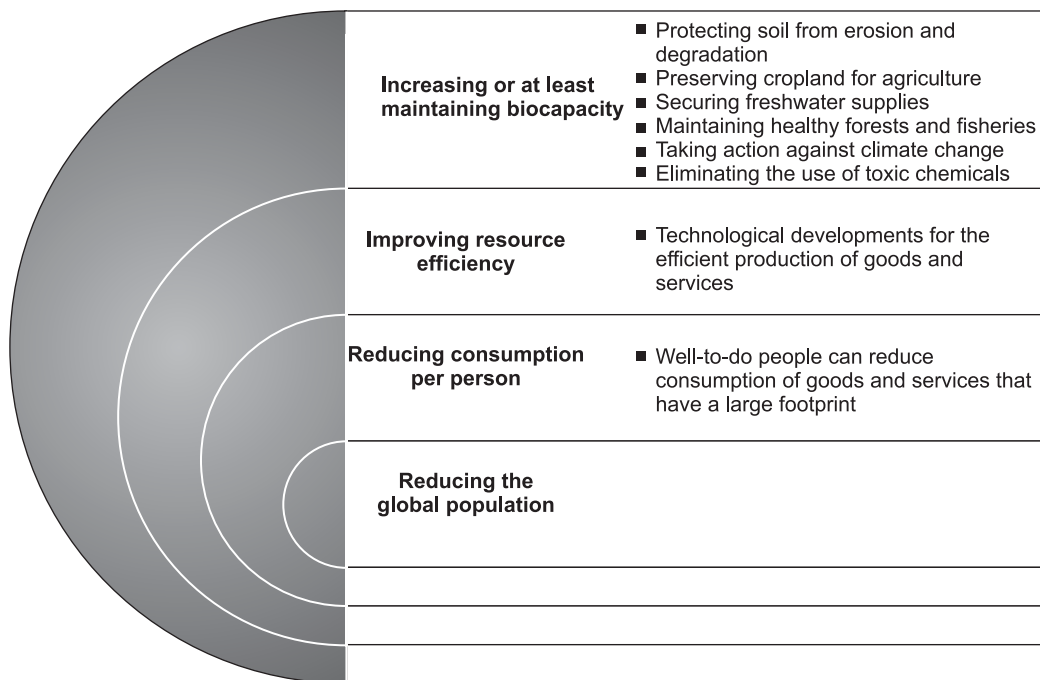 Increasing or at least
maintaining biocapacity
■ Protecting soil from erosion and
degradation
■ Preserving cropland for agriculture
■ Securing freshwater supplies
■ Maintaining healthy forests and fisheries
■ Taking action against climate change
■ Eliminating the use of toxic chemicals
Improving resource
efficiency
■ Technological developments for the
efficient production of goods and
services
Reducing consumption
per person
■ Well-to-do people can reduce
consumption of goods and services that
have a large footprint
Reducing the
global population